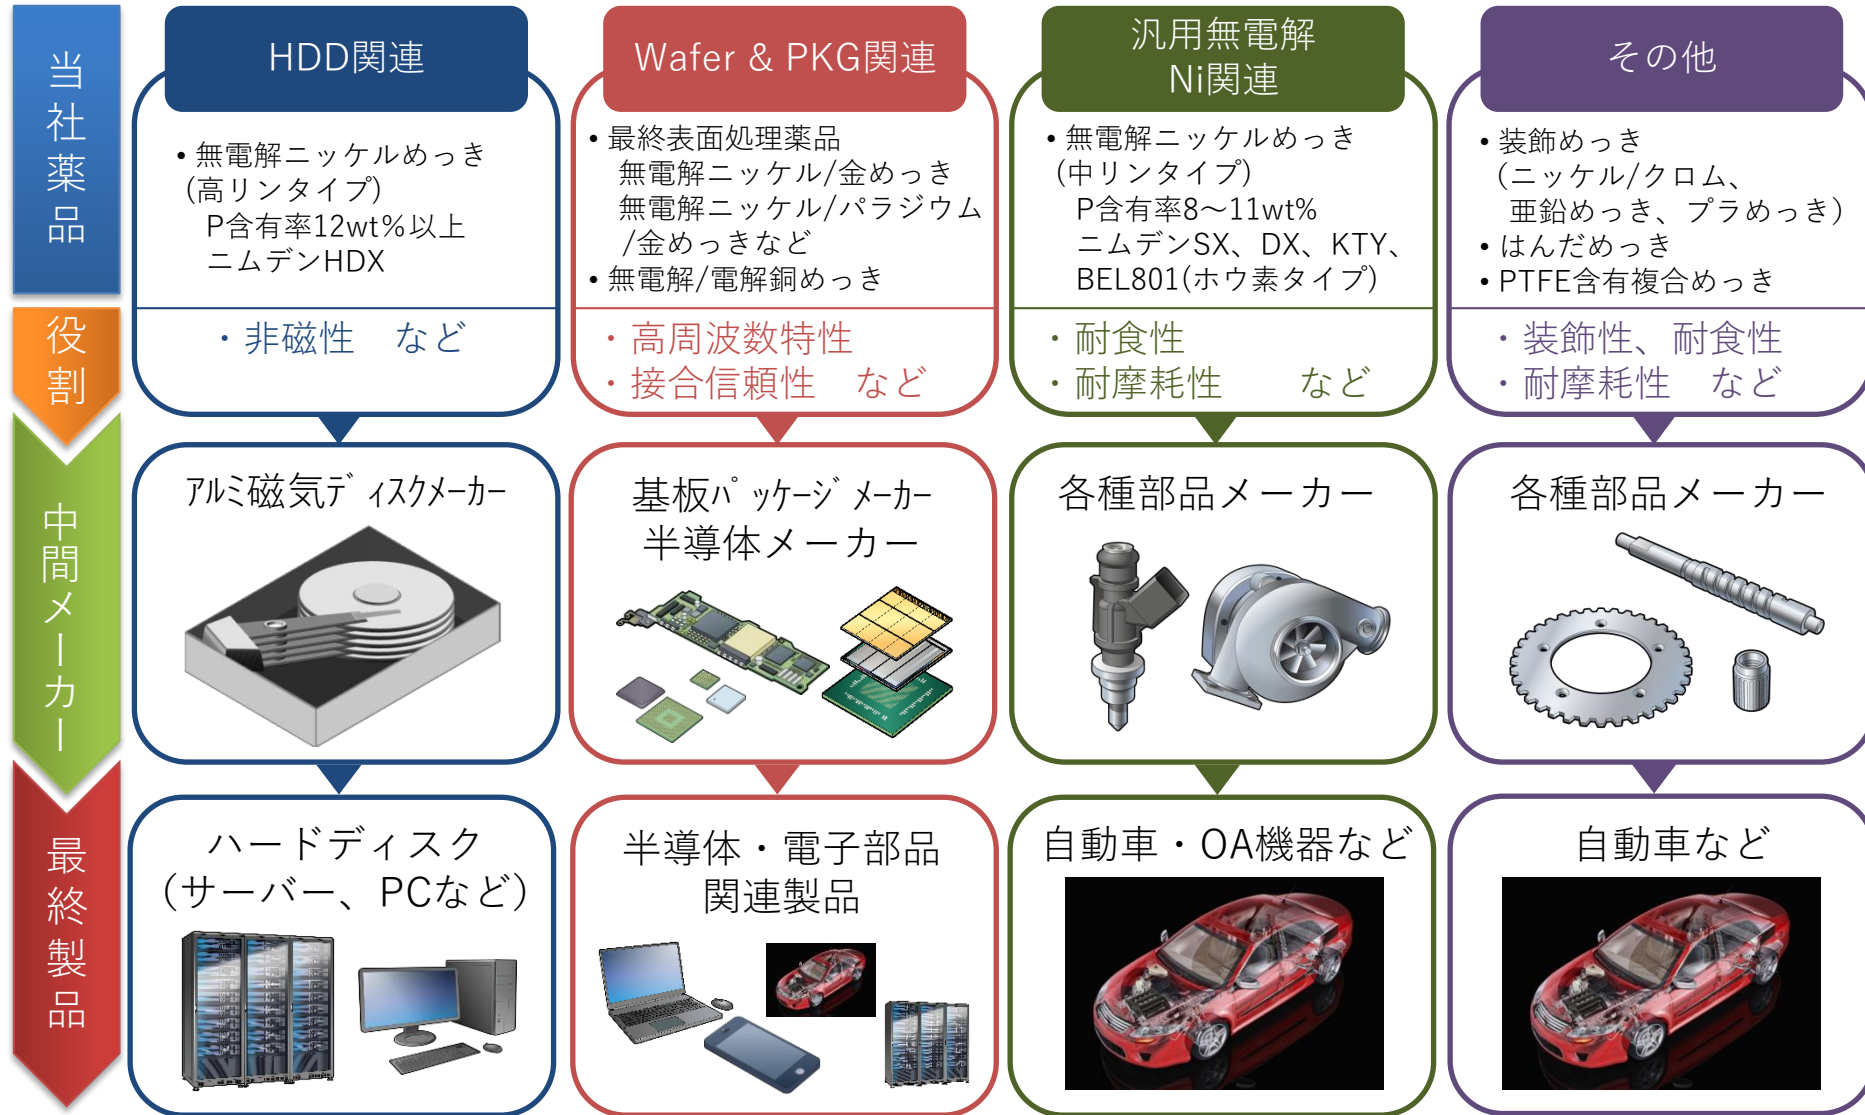 当社薬品
役割
中間メーカー
最終製品
HDD関連
・無電解ニッケルめっき
(高リンタイプ)
P含有率12wt%以上
ニムデンHDX
・非磁性　など
アルミ磁気ディスクメーカー
ハードディスク
(サーバー、PCなど)
Wafer & PKG関連
・最終表面処理薬品
無電解ニッケル/金めっき
無電解ニッケル/パラジウム
/金めっきなど
・無電解/電解銅めっき
・高周波数特性
・接合信頼性　など
基板パッケージメーカー
半導体メーカー
半導体・電子部品
関連製品
汎用無電解
Ni関連
・無電解ニッケルめっき
(中リンタイプ)
P含有率8～11wt%
ニムデンSX、DX、KTY、
BEL801(ホウ素タイプ)
・耐食性
・耐摩耗性　　など
各種部品メーカー
自動車・OA機器など
その他
・装飾めっき
(ニッケル/クロム、
亜鉛めっき、プラめっき)
・はんだめっき
・PTFE含有複合めっき
・装飾性、耐食性
・耐摩耗性　など
各種部品メーカー
自動車など